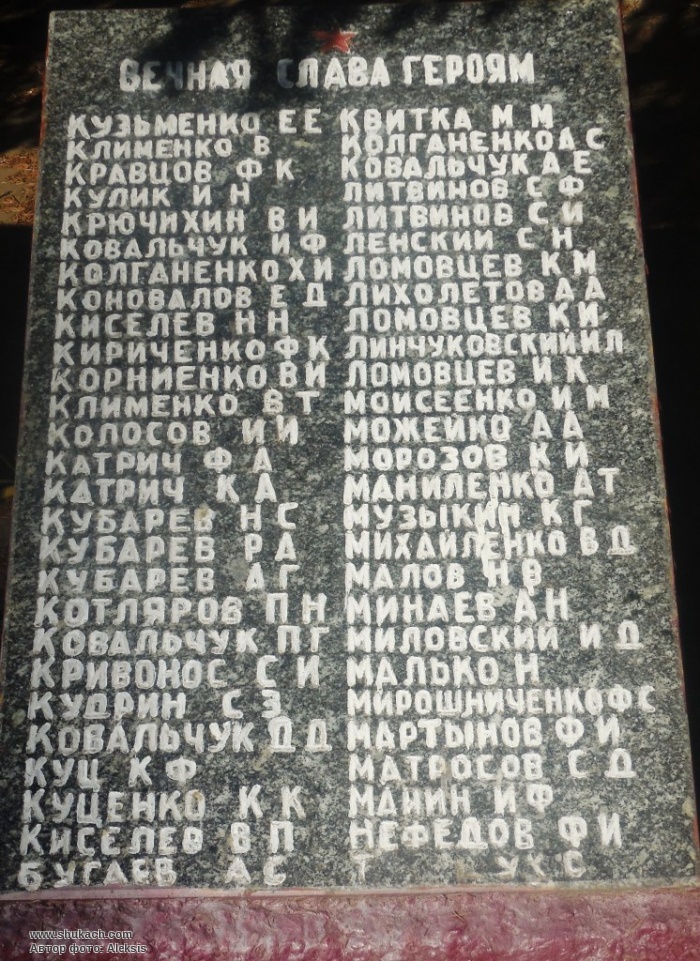 ВЕЧНАЯ СЛАВА ГЕРОЯМ
КУЗЬМЕНКО Е Е
КЛИМЕНКО В
КРАВЦОВ Ф К
КУЛИК И Н
КРЮЧИХИН В И
КОВАЛЬЧУК И Ф
КОЛГАНЕНКО Х И
КОНОВАЛОВ Е Д
КИСЕЛЕВ Н Н
КИРИЧЕНКО Ф К
КОРНИЕНКО В И
КЛИМЕНКО В Т
КОЛОСОВ И И
КАТРИЧ Ф А
КАТРИЧ К А
КУБАРЕВ Н С
КУБАРЕВ Р А
КУБАРЕВ А Г
КОТЛЯРОВ П Н
КОВАЛЬЧУК П Г
КРИВОНОС С И
КУДРИН С З
КОВАЛЬЧУК Д Д
КУЦ К Ф
КУЦЕНКО К К
КИСЕЛЕВ В П
БУГАЕВ А С
КВИТКА М М
КОЛГАНЕНКО А С
КОВАЛЬЧУК А Е
ЛИТВИНОВ С Ф
ЛИТВИНОВ С И
ЛЕНСКИЙ С Н
ЛОМОВЦЕВ К М
ЛИХОЛЕТОВ А А
ЛОМОВЦЕВ К И
ЛИНЧУКОВСКИЙ И Л
ЛОМОВЦЕВ И К
МОИСЕЕНКО И М
МОЖЕЙКО А А
МОРОЗОВ К И
МАНИЛЕНКО А Т
МУЗЫКИН К Г
МИХАЙЛЕНКО В Д
МАЛОВ Н В
МИНАЕВ А Н
МИЛОВСКИЙ И Д
МАЛЬКО Н
МИРОШНИЧЕНКО Ф С
МАРТЫНОВ Ф И
МАТРОСОВ С Д
МАНИН И Ф
НЕФЕДОВ Ф И
www.shukach.com
Автор фото: Aleksis